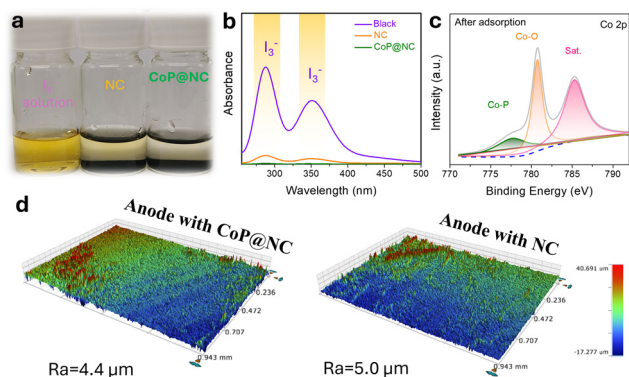 a
I₃⁻
solution
NC
CoP@NC
b
Black
NC
CoP@NC
I₃⁻
I₃⁻
Absorbance
300 350 400 450 500
Wavelength (nm)
c
After adsorption
Co 2p
Co-O
Sat.
Co-P
Intensity (a.u.)
770 775 780 785 790
Binding Energy (eV)
d
Anode with CoP@NC
0.236
0.472
0.707
0.943 mm
Ra=4.4 μm
Anode with NC
0.236
0.472
0.707
0.943 mm
Ra=5.0 μm
40.691 μm
-17.277 μm